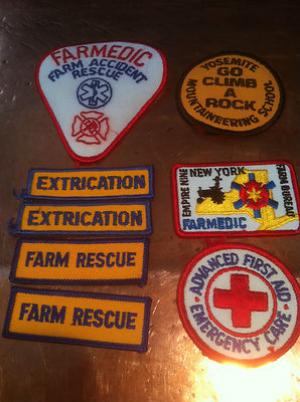 FARMEDIC
FARM ACCIDENT
RESCUE
YOSEMITE
GO
CLIMB
A
ROCK
MOUNTAINEERING SCHOOL
EXTRICATION
EXTRICATION
FARM RESCUE
FARM RESCUE
EMPIRE NINE
NEW YORK
FARM BUREAU
FARMEDIC
ADVANCED FIRST AID
EMERGENCY CARE